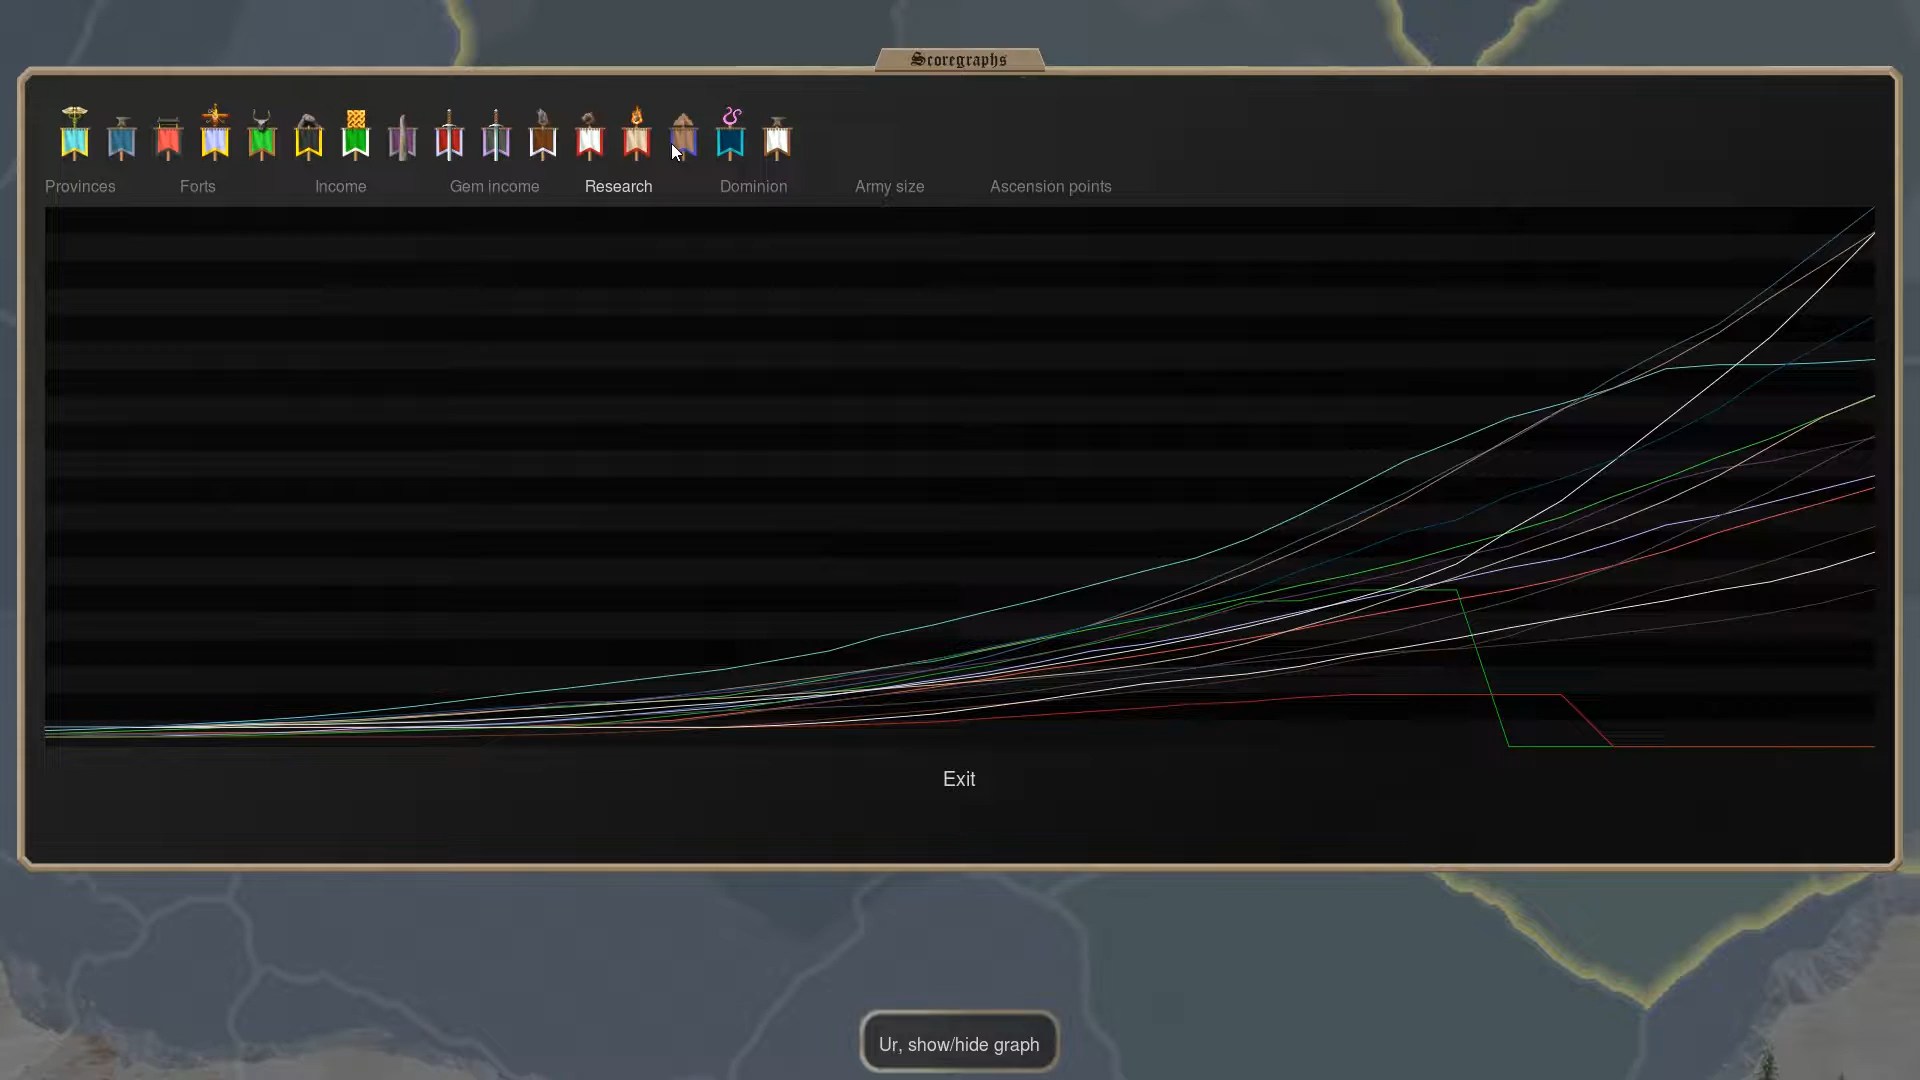 Scoregraphs
Provinces Forts Income Gem income Research Dominion Army size Ascension points
Exit
Ur, show/hide graph